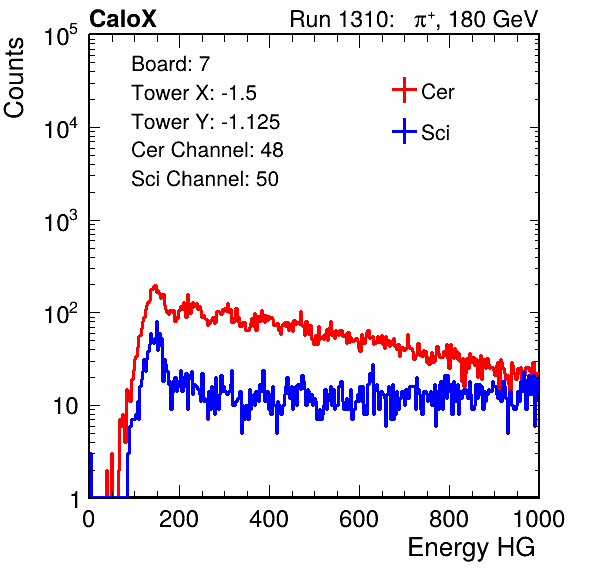 CaloX Run 1310: π⁺, 180 GeV
Counts
10⁵
10⁴
10³
10²
10
1
Board: 7
Tower X: -1.5
Tower Y: -1.125
Cer Channel: 48
Sci Channel: 50
Cer
Sci
0 200 400 600 800 1000
Energy HG